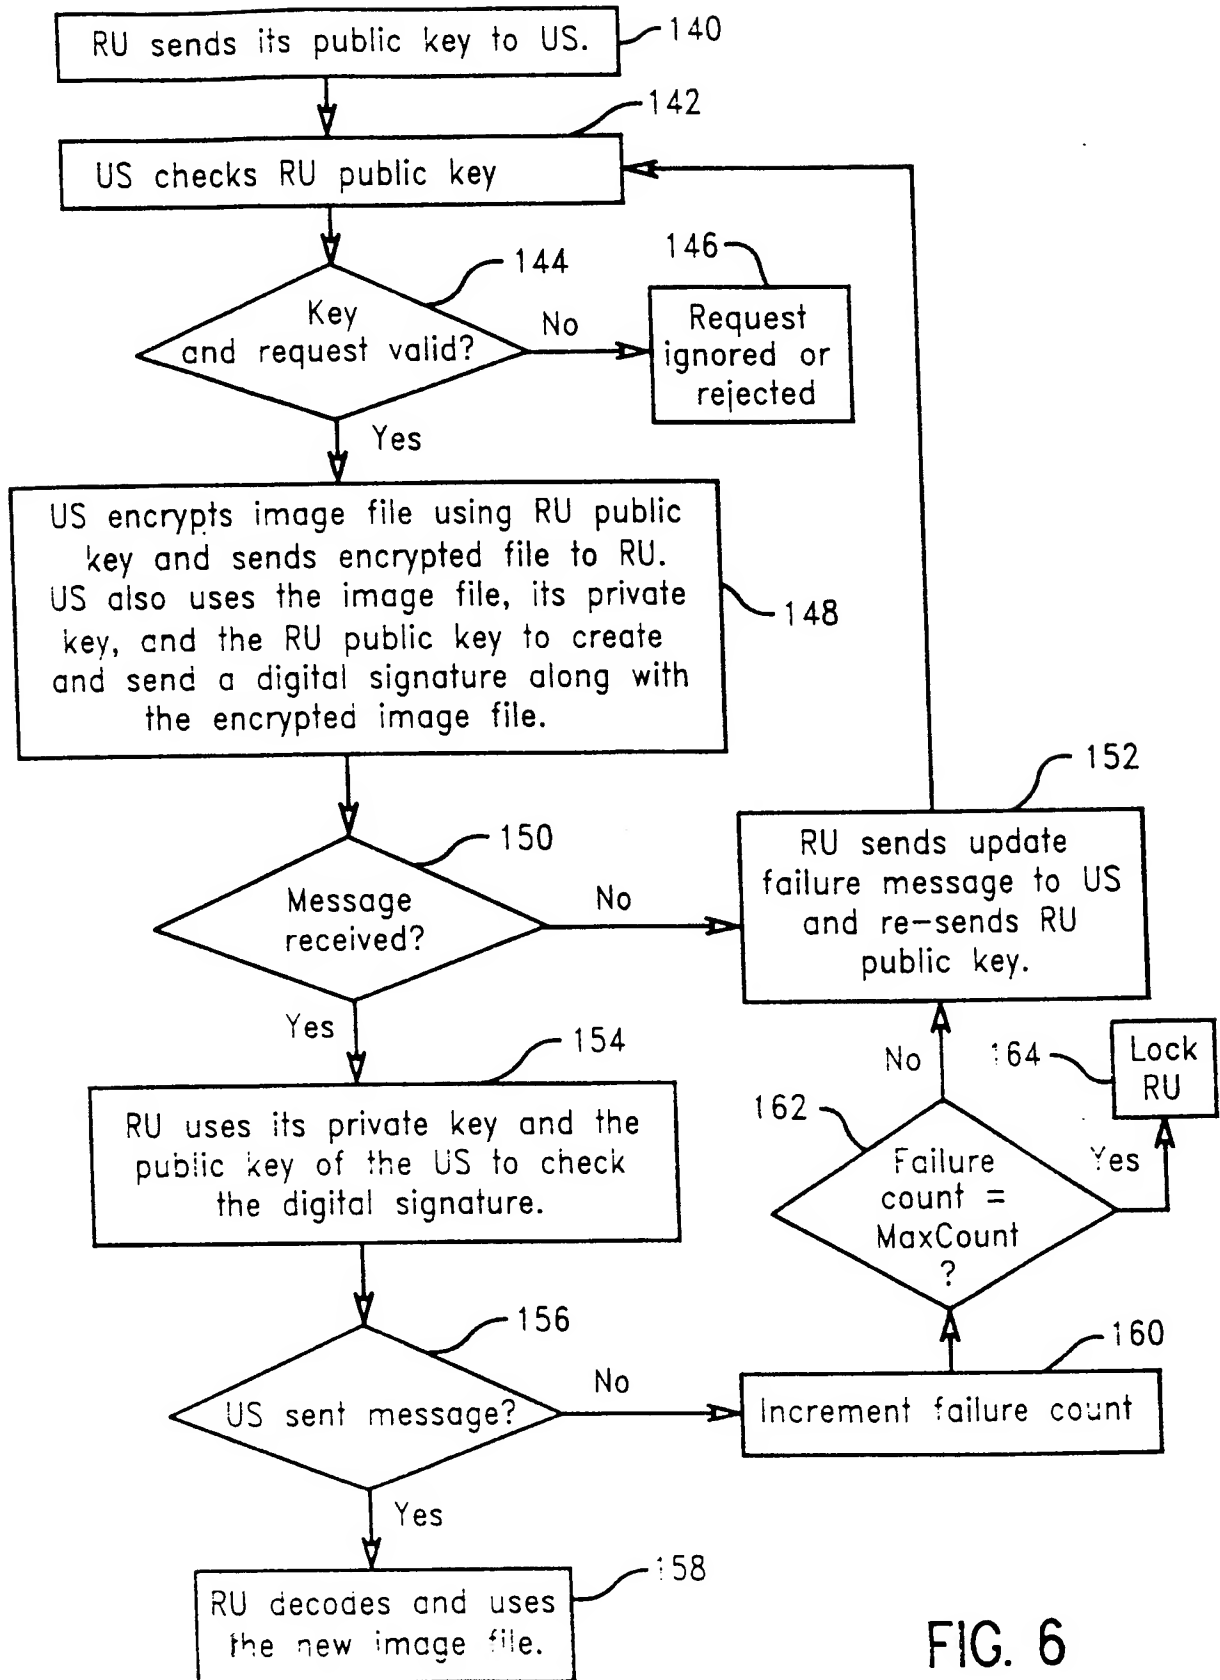 RU sends its public key to US.
140
142
US checks RU public key
144
Key
and request valid?
No
146
Request
ignored or
rejected
Yes
US encrypts image file using RU public
key and sends encrypted file to RU.
US also uses the image file, its private
key, and the RU public key to create
and send a digital signature along with
the encrypted image file.
148
150
Message
received?
No
152
RU sends update
failure message to US
and re-sends RU
public key.
Yes
154
RU uses its private key and the
public key of the US to check
the digital signature.
No
164
Lock
RU
162
Failure
count =
MaxCount
?
Yes
156
US sent message?
No
160
Increment failure count
Yes
158
RU decodes and uses
the new image file.
FIG. 6